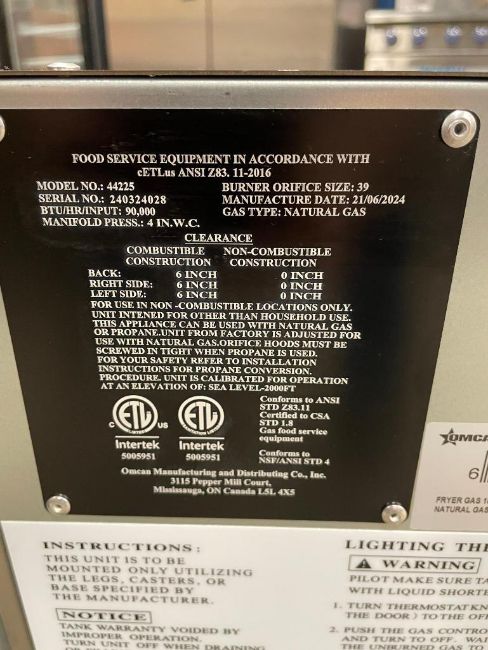 FOOD SERVICE EQUIPMENT IN ACCORDANCE WITH
cETLus ANSI Z83. 11-2016
MODEL NO.: 44225 BURNER ORIFICE SIZE: 39
SERIAL NO.: 240324028 MANUFACTURE DATE: 21/06/2024
BTU/HR/INPUT: 90,000 GAS TYPE: NATURAL GAS
MANIFOLD PRESS.: 4 IN.W.C.
CLEARANCE
COMBUSTIBLE NON-COMBUSTIBLE
CONSTRUCTION CONSTRUCTION
BACK: 6 INCH 0 INCH
RIGHT SIDE: 6 INCH 0 INCH
LEFT SIDE: 6 INCH 0 INCH
FOR USE IN NON -COMBUSTIBLE LOCATIONS ONLY.
UNIT INTENED FOR OTHER THAN HOUSEHOLD USE.
THIS APPLIANCE CAN BE USED WITH NATURAL GAS
OR PROPANE.UNIT FROM FACTORY IS ADJUSTED FOR
USE WITH NATURAL GAS.ORIFICE HOODS MUST BE
SCREWED IN TIGHT WHEN PROPANE IS USED.
FOR YOUR SAFETY REFER TO INSTALLATION
INSTRUCTIONS FOR PROPANE CONVERSION.
PROCEDURE. UNIT IS CALIBRATED FOR OPERATION
AT AN ELEVATION OF: SEA LEVEL-2000FT
C ETL US ETL
Intertek Intertek
5005951 5005951
Conforms to ANSI
STD Z83.11
Certified to CSA
STD 1.8
Gas food service
equipment
Conforms to
NSF/ANSI STD 4
Omcan Manufacturing and Distributing Co., Inc.
3115 Pepper Mill Court,
Mississauga, ON Canada L5L 4X5
OMCA
6
FRYER GAS
NATURAL GAS
INSTRUCTIONS:
THIS UNIT IS TO BE
MOUNTED ONLY UTILIZING
THE LEGS, CASTERS, OR
BASE SPECIFIED BY
THE MANUFACTURER.
NOTICE
TANK WARRANTY VOIDED BY
IMPROPER OPERATION.
TURN UNIT OFF WHEN DRAINING
LIGHTING THE
WARNING
PILOT MAKE SURE TA
WITH LIQUID SHORTE
1. TURN THERMOSTAT KN
THE DOOR) TO THE OF
2. PUSH THE GAS CONTRO
AND TURN TO OFF. WAI
THE UNBURNED GAS TO